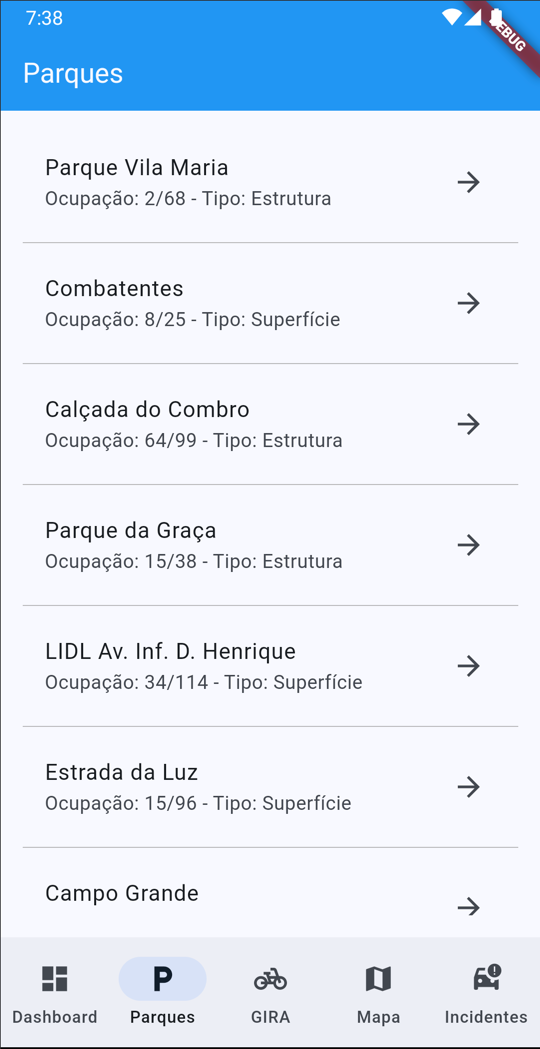 7:38
DEBUG
Parques
Parque Vila Maria
Ocupação: 2/68 - Tipo: Estrutura
Combatentes
Ocupação: 8/25 - Tipo: Superfície
Calçada do Combro
Ocupação: 64/99 - Tipo: Estrutura
Parque da Graça
Ocupação: 15/38 - Tipo: Estrutura
LIDL Av. Inf. D. Henrique
Ocupação: 34/114 - Tipo: Superfície
Estrada da Luz
Ocupação: 15/96 - Tipo: Superfície
Campo Grande
P
Dashboard
Parques
GIRA
Mapa
Incidentes